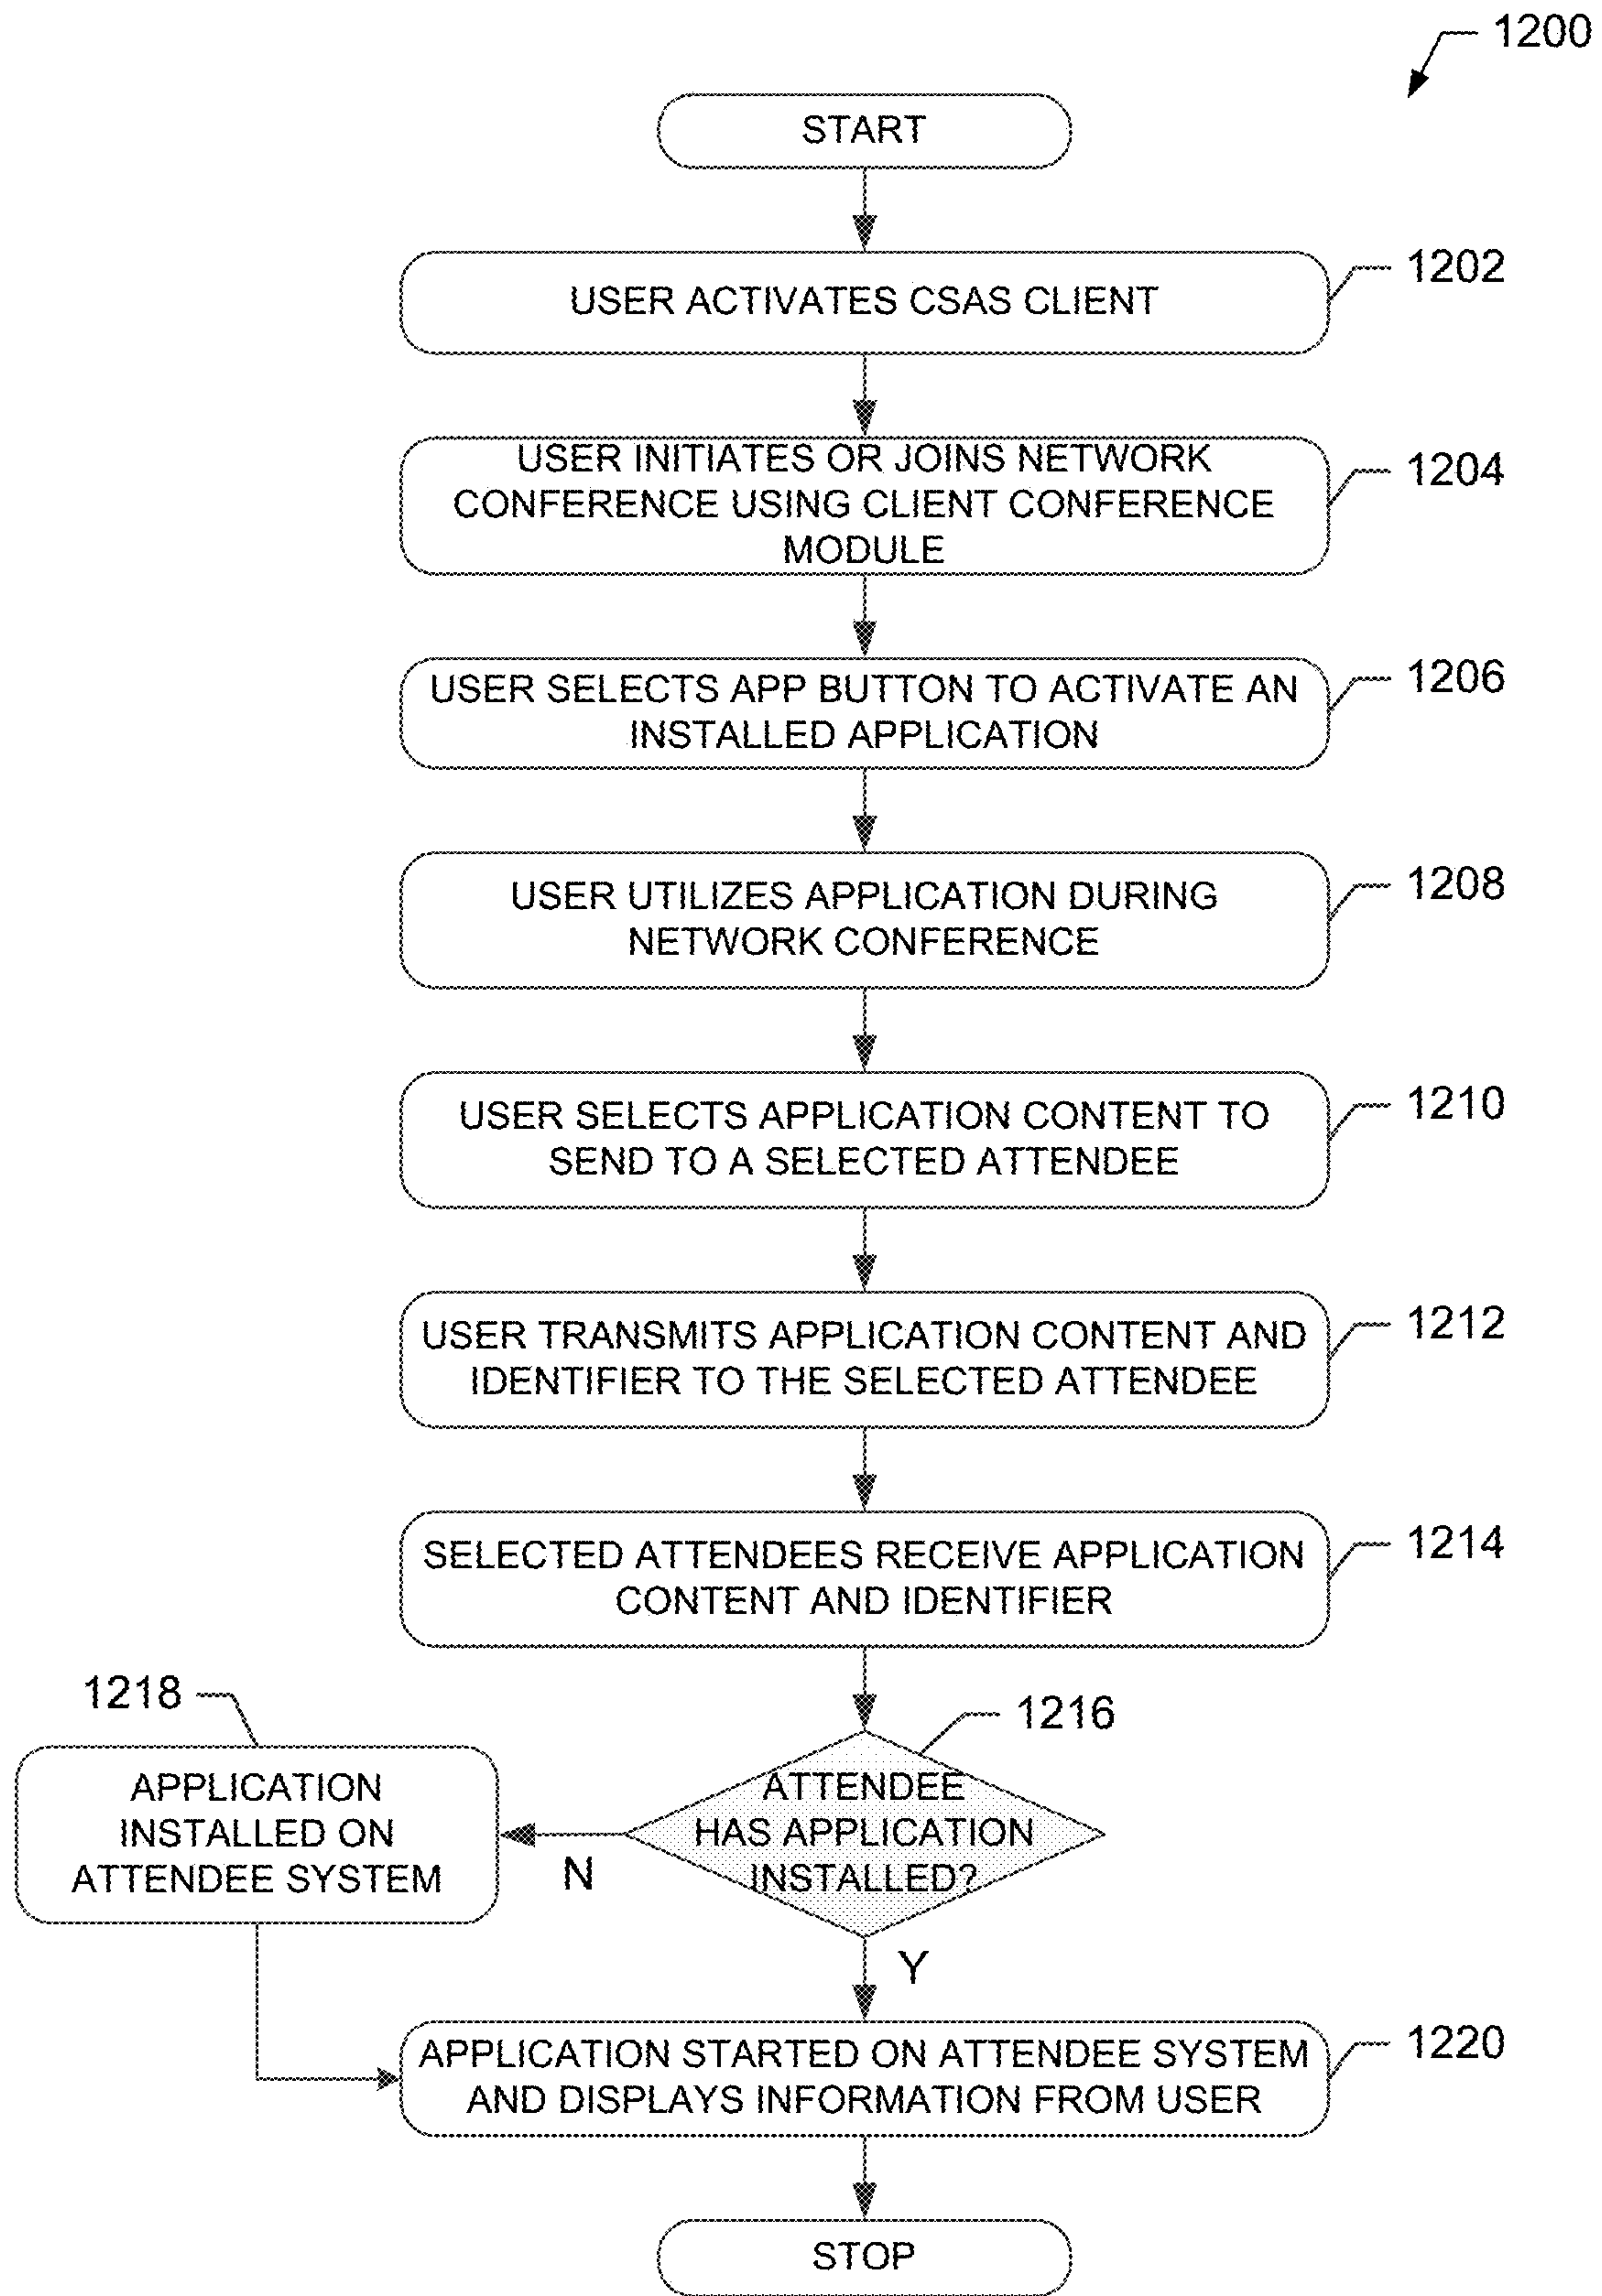 1200
START
USER ACTIVATES CSAS CLIENT
1202
USER INITIATES OR JOINS NETWORK
CONFERENCE USING CLIENT CONFERENCE
MODULE
1204
USER SELECTS APP BUTTON TO ACTIVATE AN
INSTALLED APPLICATION
1206
USER UTILIZES APPLICATION DURING
NETWORK CONFERENCE
1208
USER SELECTS APPLICATION CONTENT TO
SEND TO A SELECTED ATTENDEE
1210
USER TRANSMITS APPLICATION CONTENT AND
IDENTIFIER TO THE SELECTED ATTENDEE
1212
SELECTED ATTENDEES RECEIVE APPLICATION
CONTENT AND IDENTIFIER
1214
1216
ATTENDEE
HAS APPLICATION
INSTALLED?
N
1218
APPLICATION
INSTALLED ON
ATTENDEE SYSTEM
Y
APPLICATION STARTED ON ATTENDEE SYSTEM
AND DISPLAYS INFORMATION FROM USER
1220
STOP